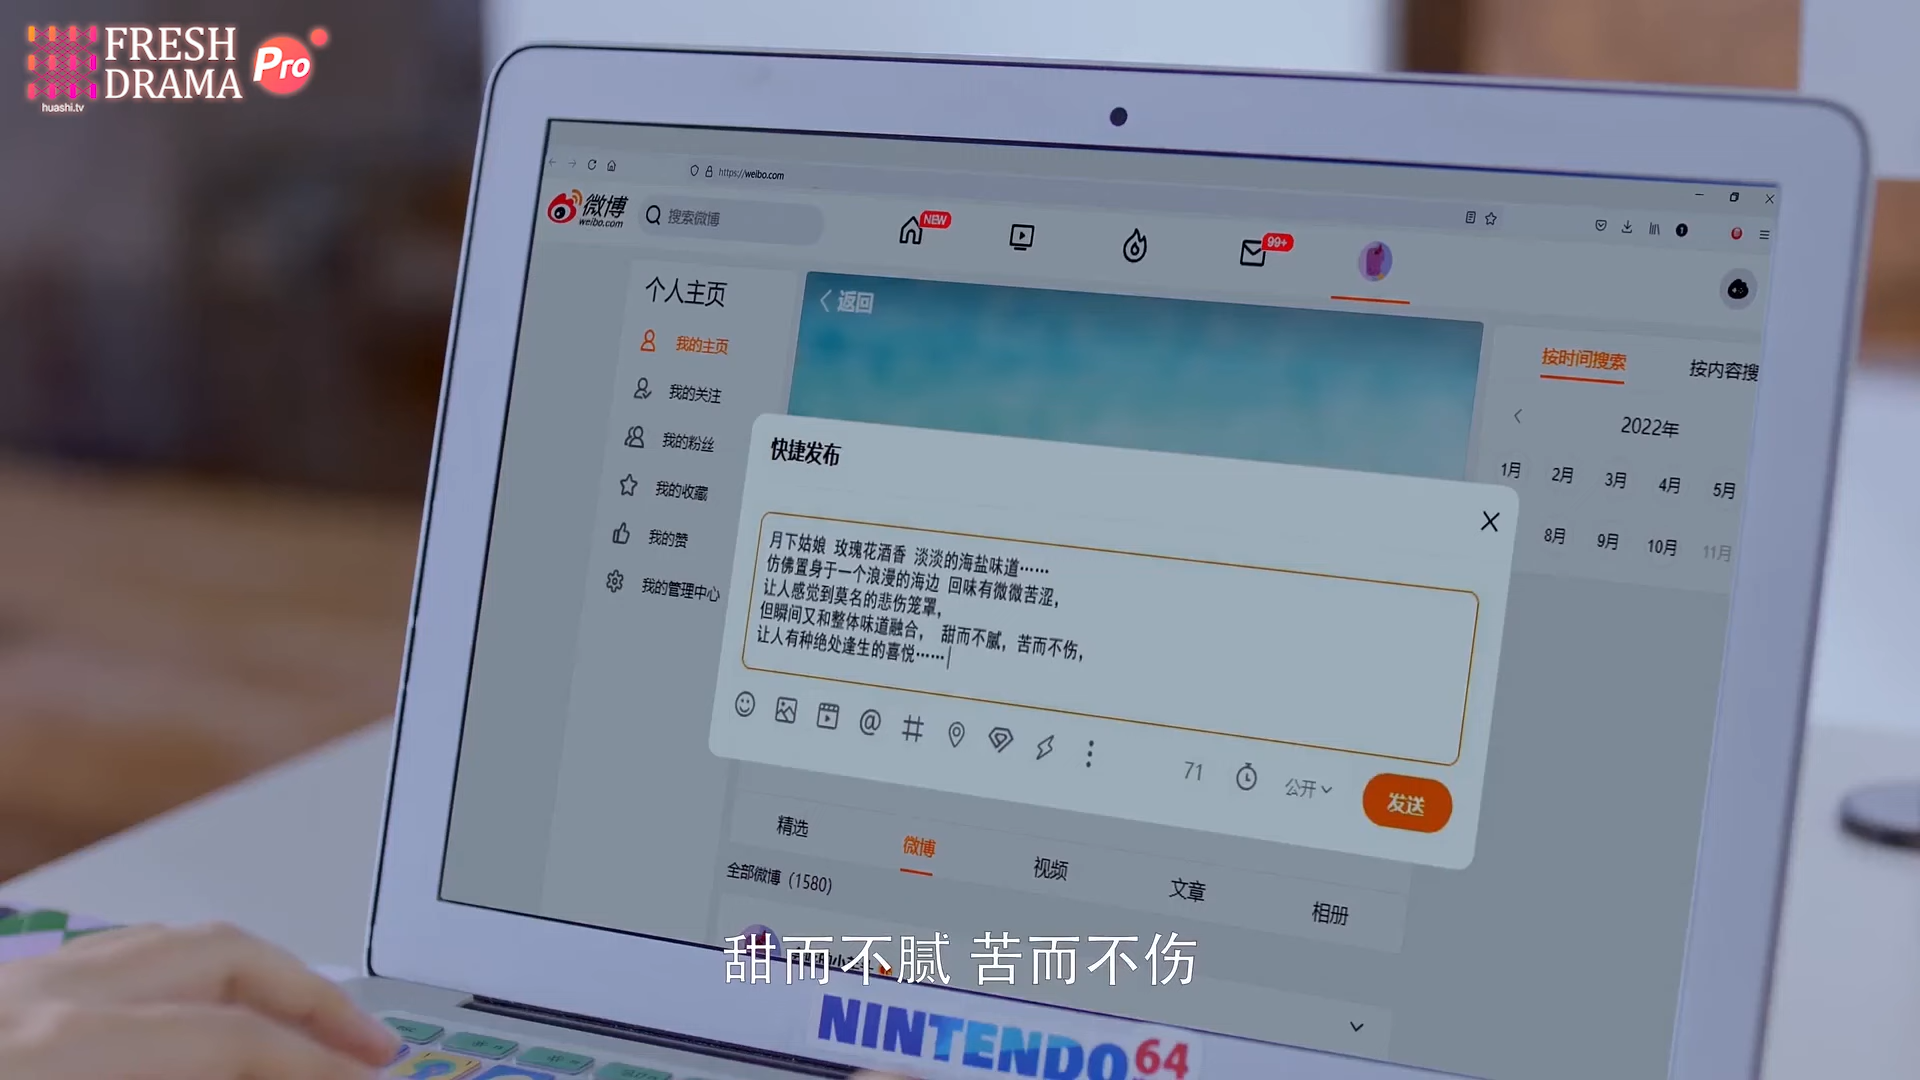 FRESH
DRAMA
Pro
huashi.tv
https://weibo.com
微博
weibo.com
搜索微博
NEW
99+
个人主页
我的主页
我的关注
我的粉丝
我的收藏
我的赞
我的管理中心
返回
按时间搜索
按内容搜
2022年
1月 2月 3月 4月 5月
8月 9月 10月 11月
快捷发布
月下姑娘 玫瑰花酒香 淡淡的海盐味道……
仿佛置身于一个浪漫的海边 回味有微微苦涩，
让人感觉到莫名的悲伤笼罩，
但瞬间又和整体味道融合， 甜而不腻，苦而不伤，
让人有种绝处逢生的喜悦……
71
公开
发送
精选
微博
视频
文章
相册
全部微博（1580）
甜而不腻 苦而不伤
NINTENDO 64